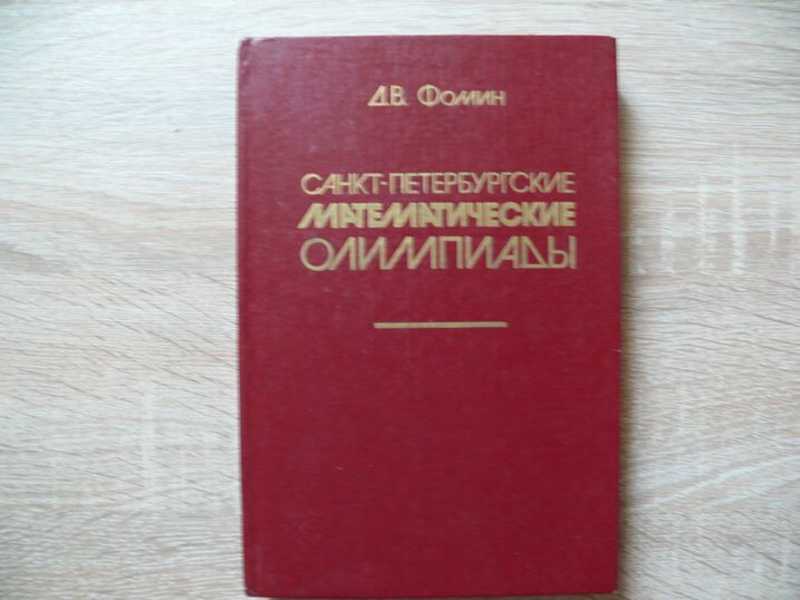 Д.В. Фомин
САНКТ-ПЕТЕРБУРГСКИЕ
МАТЕМАТИЧЕСКИЕ
ОЛИМПИАДЫ